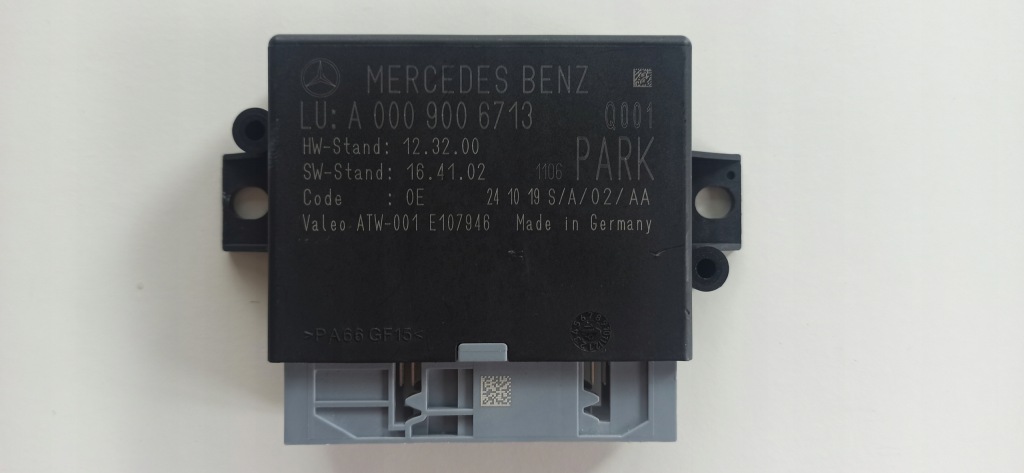 MERCEDES BENZ
LU: A 000 900 6713 Q001
HW-Stand: 12.32.00
SW-Stand: 16.41.02 1106 PARK
Code : 0E 24 10 19 S/A/02/AA
Valeo ATW-001 E107946 Made in Germany
>PA66 GF15<